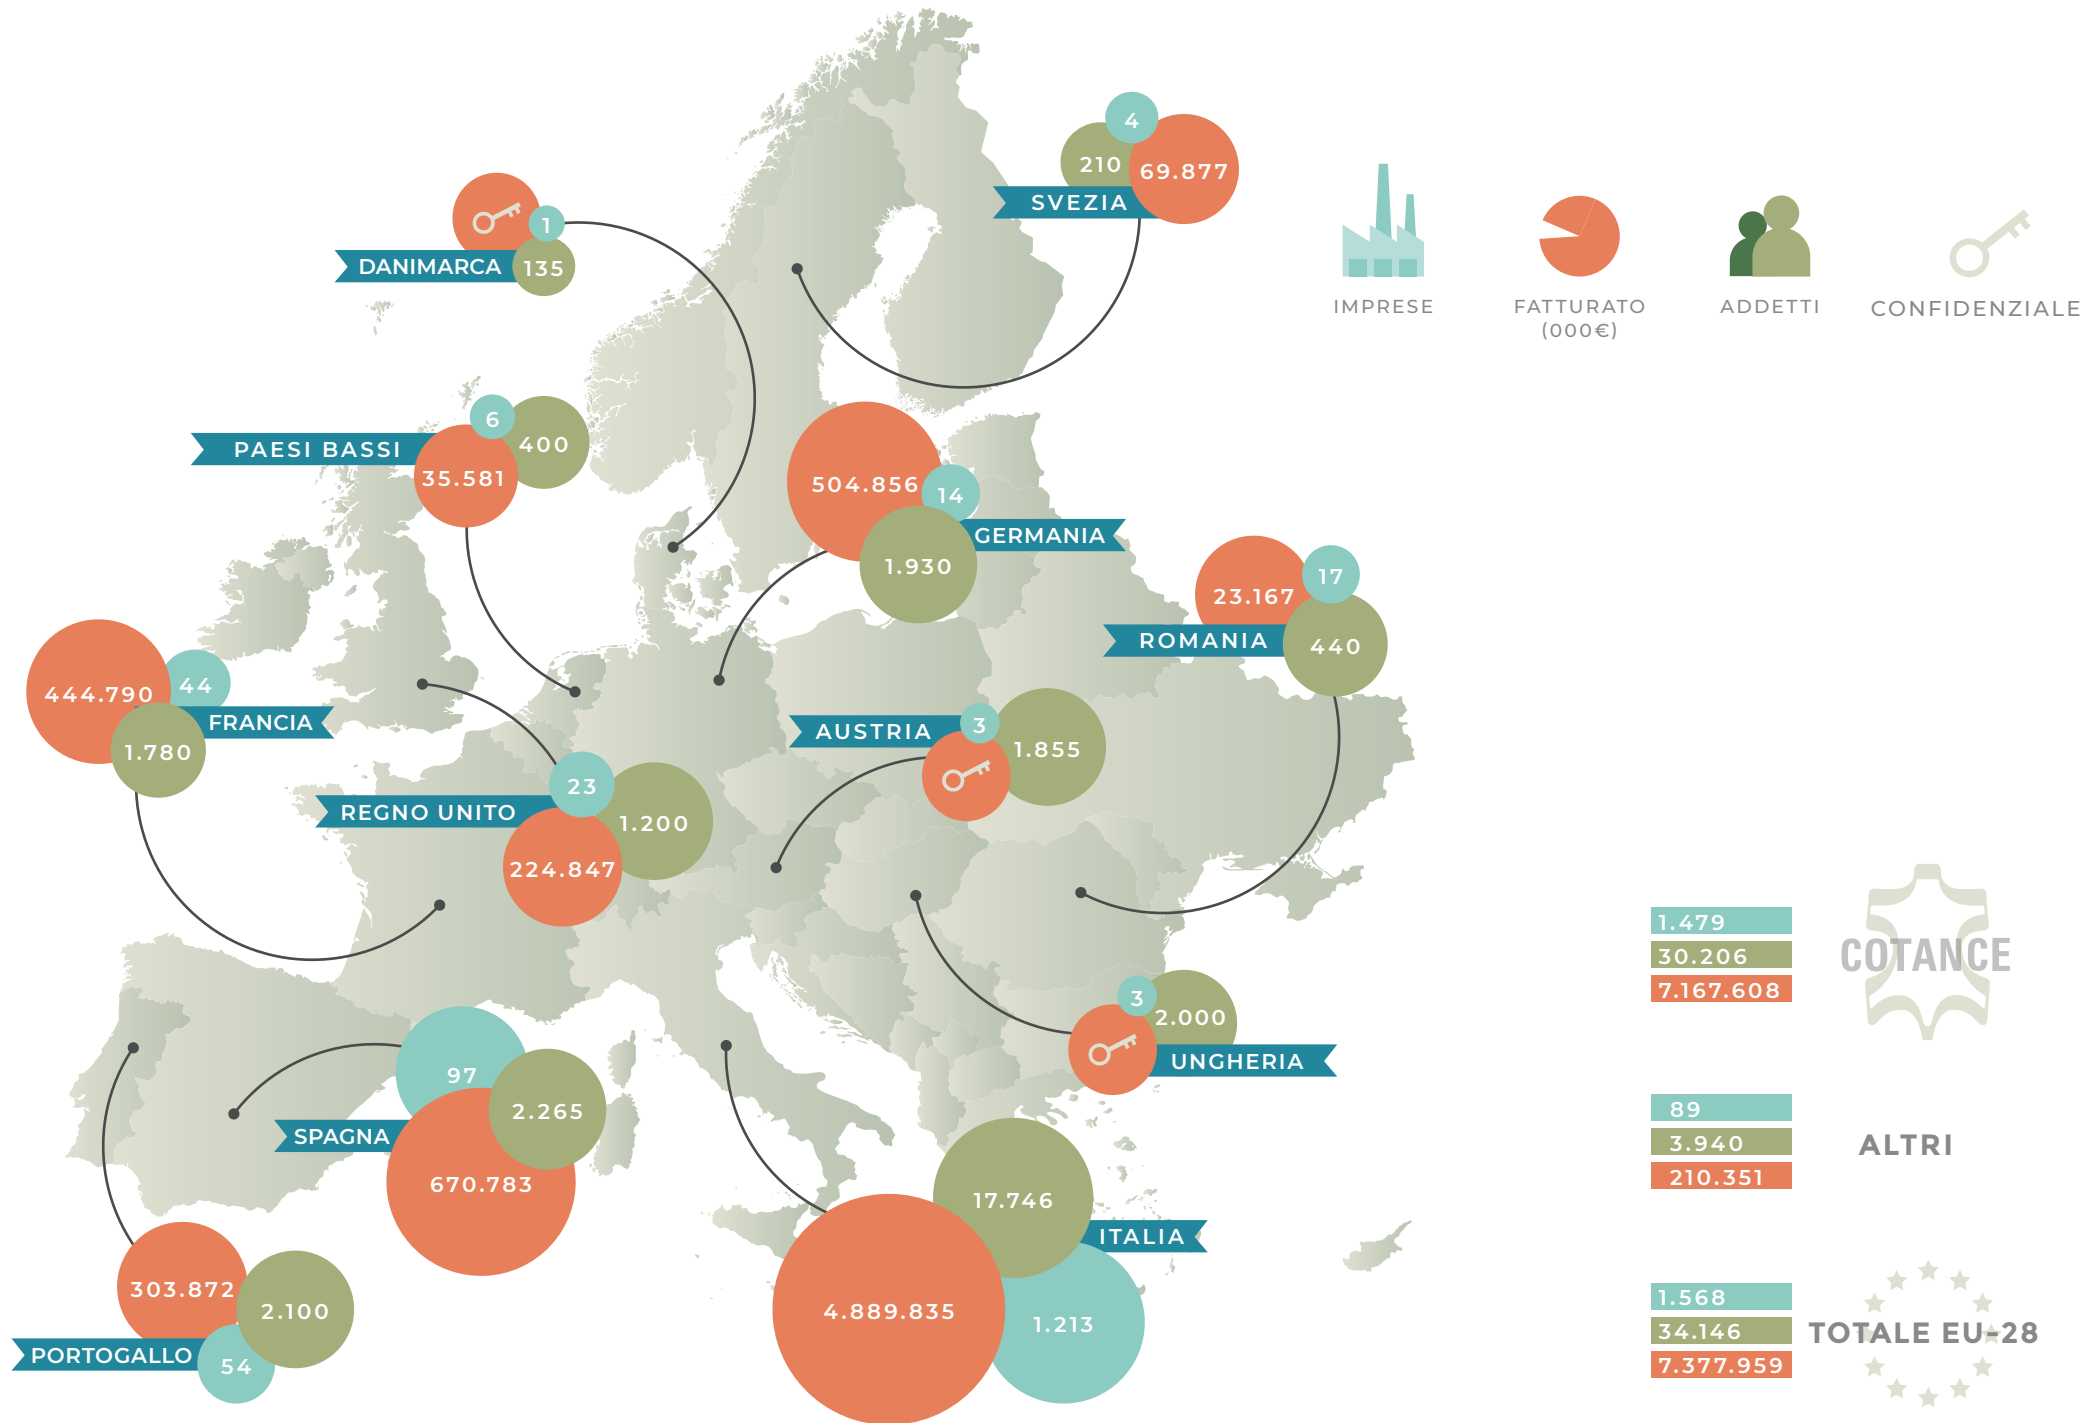 4
210
69.877
SVEZIA
1
DANIMARCA
135
IMPRESE
FATTURATO
(000€)
ADDETTI
CONFIDENZIALE
6
400
PAESI BASSI
35.581
504.856
14
GERMANIA
1.930
17
23.167
ROMANIA
440
444.790
44
FRANCIA
1.780
3
AUSTRIA
1.855
23
REGNO UNITO
1.200
224.847
1.479
30.206
7.167.608
COTANCE
3
2.000
UNGHERIA
97
2.265
SPAGNA
670.783
89
3.940
210.351
ALTRI
17.746
ITALIA
4.889.835
1.213
303.872
2.100
PORTOGALLO
54
1.568
34.146
7.377.959
TOTALE EU-28